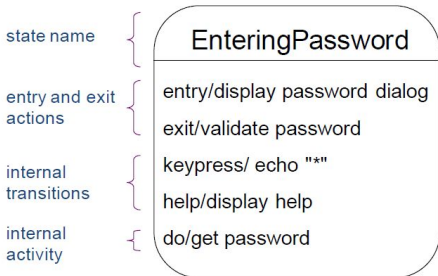 state name
EnteringPassword
entry and exit
actions
entry/display password dialog
exit/validate password
internal
transitions
keypress/ echo "*"
help/display help
internal
activity
do/get password